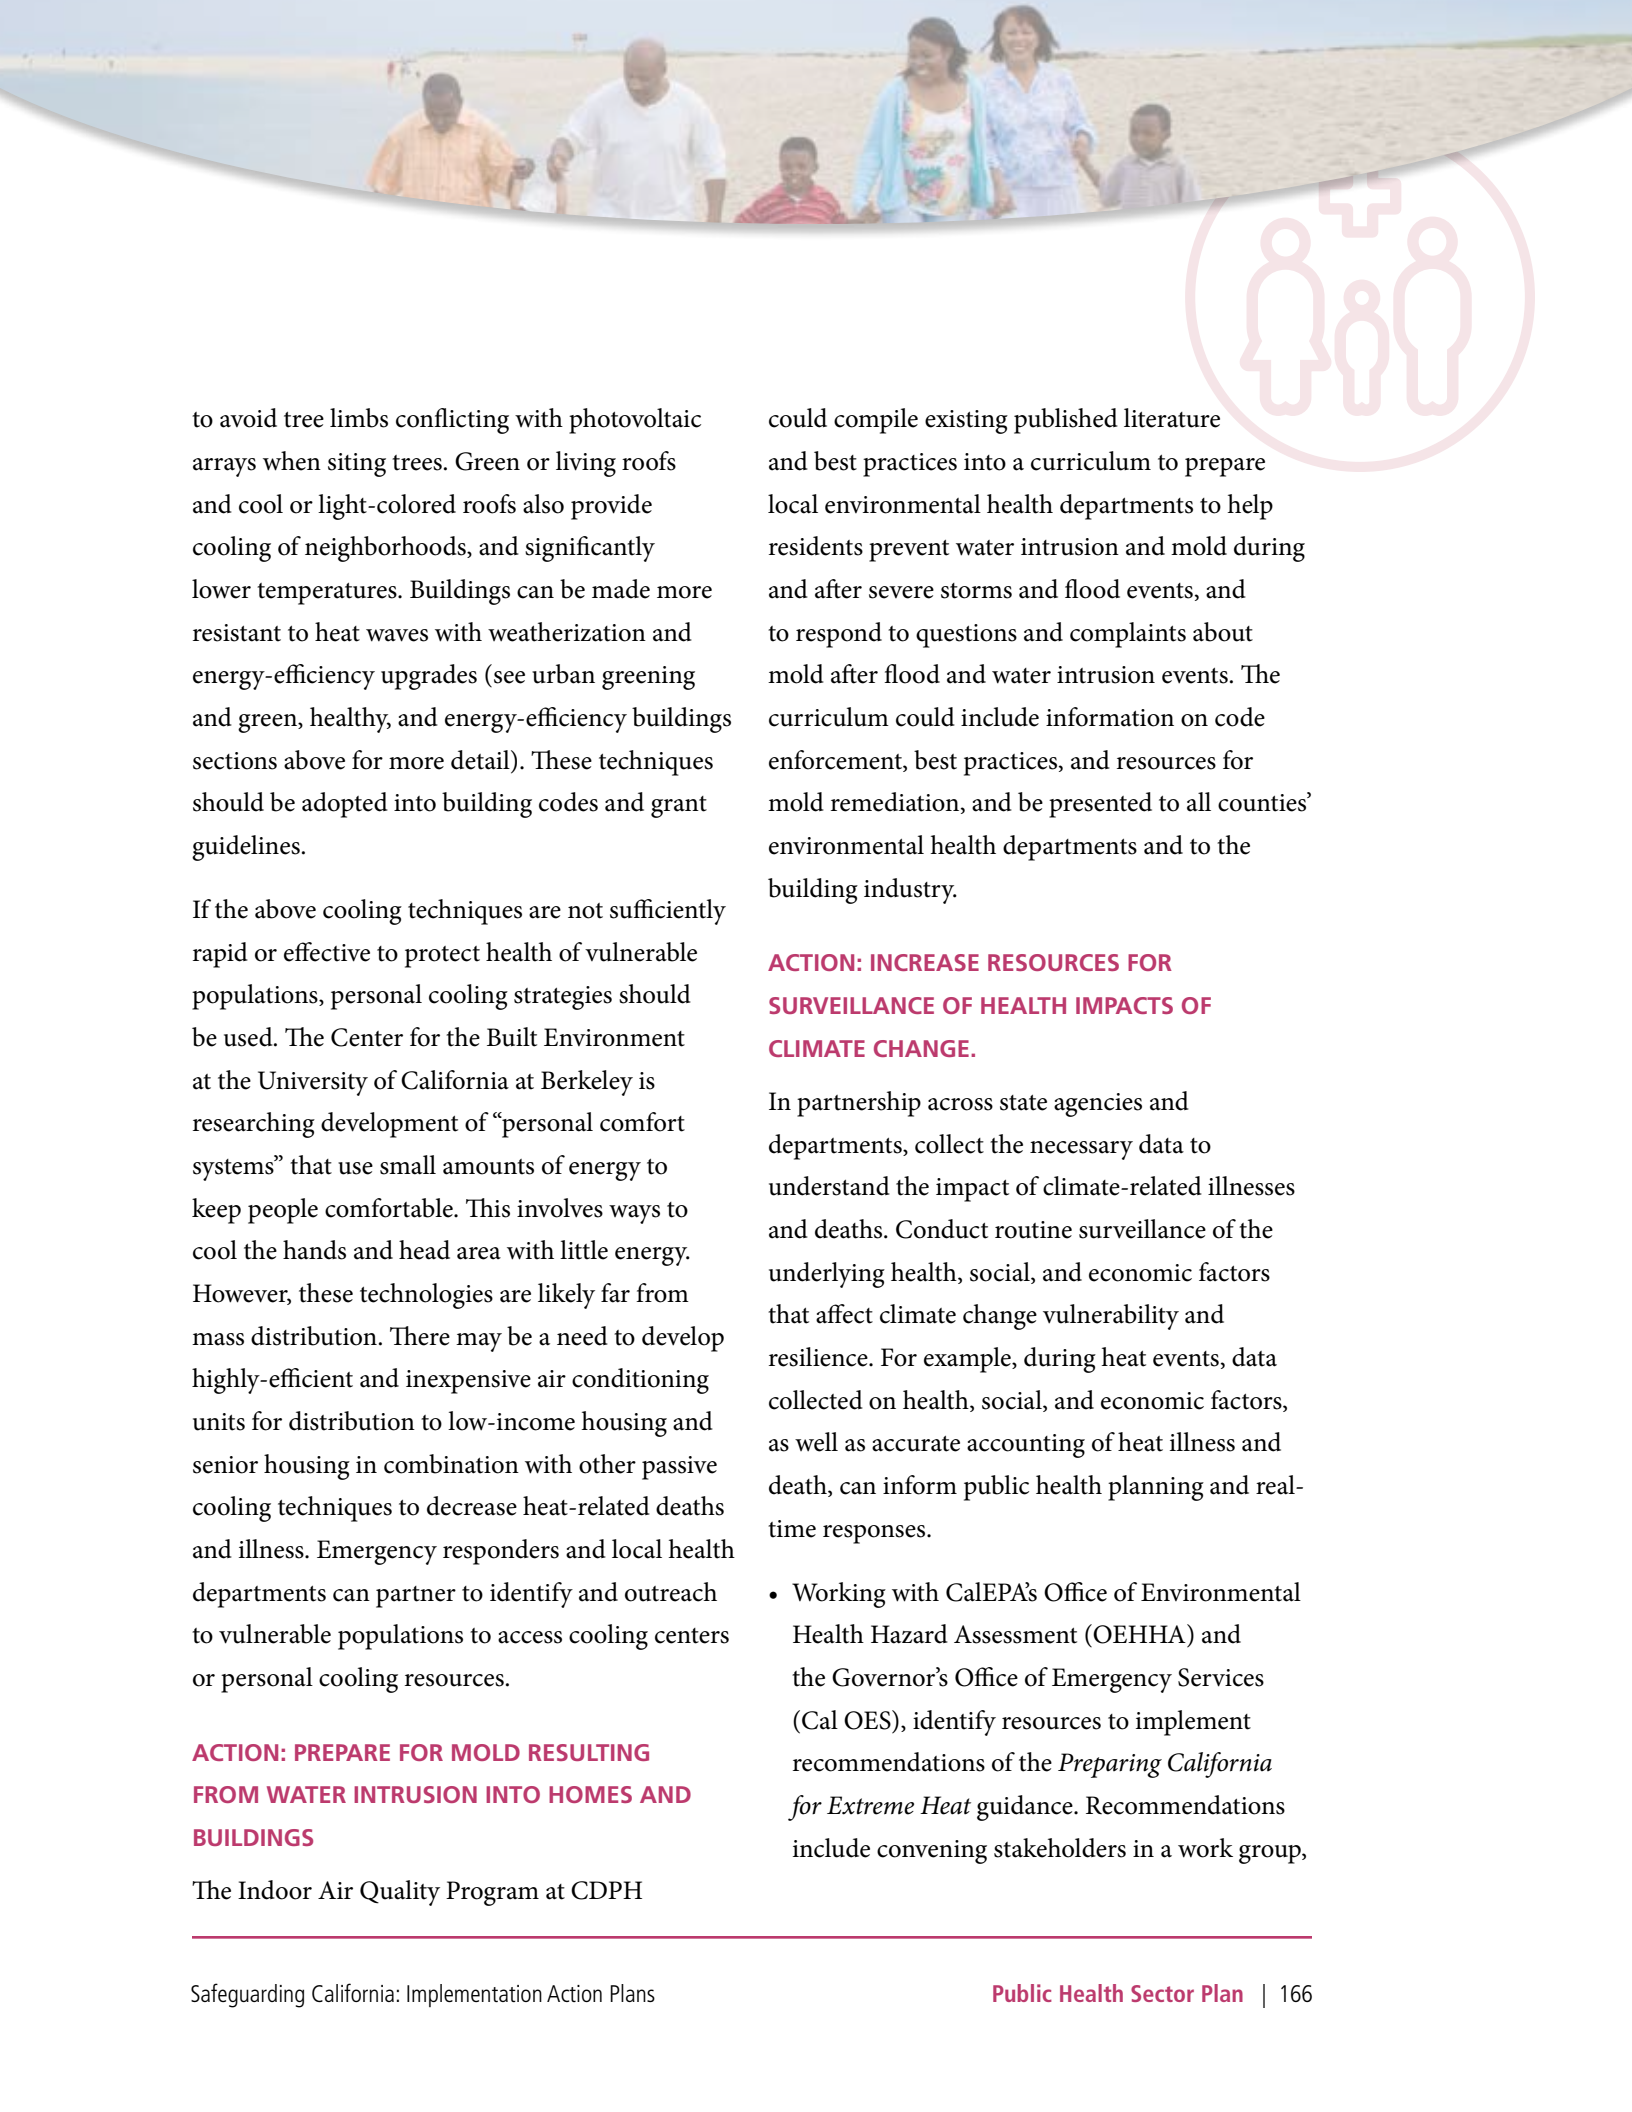 to avoid tree limbs conflicting with photovoltaic
arrays when siting trees. Green or living roofs
and cool or light-colored roofs also provide
cooling of neighborhoods, and significantly
lower temperatures. Buildings can be made more
resistant to heat waves with weatherization and
energy-efficiency upgrades (see urban greening
and green, healthy, and energy-efficiency buildings
sections above for more detail). These techniques
should be adopted into building codes and grant
guidelines.
If the above cooling techniques are not sufficiently
rapid or effective to protect health of vulnerable
populations, personal cooling strategies should
be used. The Center for the Built Environment
at the University of California at Berkeley is
researching development of “personal comfort
systems” that use small amounts of energy to
keep people comfortable. This involves ways to
cool the hands and head area with little energy.
However, these technologies are likely far from
mass distribution. There may be a need to develop
highly-efficient and inexpensive air conditioning
units for distribution to low-income housing and
senior housing in combination with other passive
cooling techniques to decrease heat-related deaths
and illness. Emergency responders and local health
departments can partner to identify and outreach
to vulnerable populations to access cooling centers
or personal cooling resources.
ACTION: PREPARE FOR MOLD RESULTING
FROM WATER INTRUSION INTO HOMES AND
BUILDINGS
The Indoor Air Quality Program at CDPH
could compile existing published literature
and best practices into a curriculum to prepare
local environmental health departments to help
residents prevent water intrusion and mold during
and after severe storms and flood events, and
to respond to questions and complaints about
mold after flood and water intrusion events. The
curriculum could include information on code
enforcement, best practices, and resources for
mold remediation, and be presented to all counties’
environmental health departments and to the
building industry.
ACTION: INCREASE RESOURCES FOR
SURVEILLANCE OF HEALTH IMPACTS OF
CLIMATE CHANGE.
In partnership across state agencies and
departments, collect the necessary data to
understand the impact of climate-related illnesses
and deaths. Conduct routine surveillance of the
underlying health, social, and economic factors
that affect climate change vulnerability and
resilience. For example, during heat events, data
collected on health, social, and economic factors,
as well as accurate accounting of heat illness and
death, can inform public health planning and real-
time responses.
• Working with CalEPA’s Office of Environmental
Health Hazard Assessment (OEHHA) and
the Governor’s Office of Emergency Services
(Cal OES), identify resources to implement
recommendations of the Preparing California
for Extreme Heat guidance. Recommendations
include convening stakeholders in a work group,
Safeguarding California: Implementation Action Plans
Public Health Sector Plan | 166